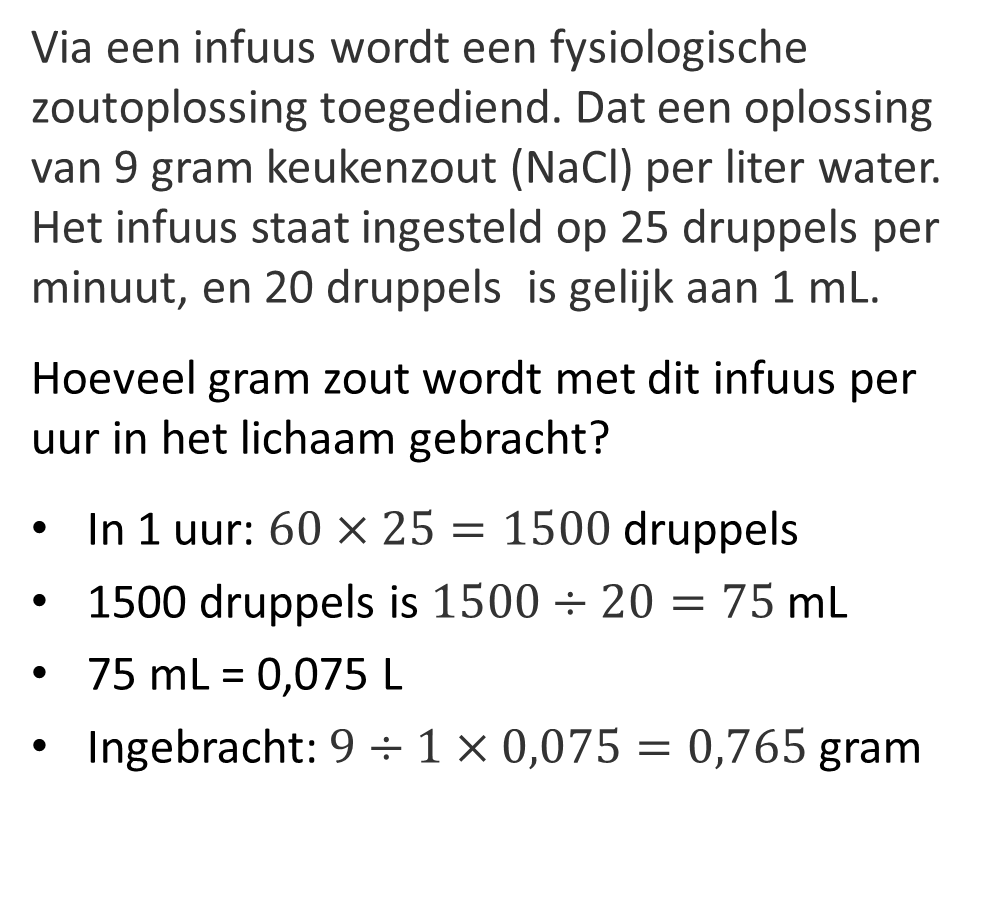 Via een infuus wordt een fysiologische
zoutoplossing toegediend. Dat een oplossing
van 9 gram keukenzout (NaCl) per liter water.
Het infuus staat ingesteld op 25 druppels per
minuut, en 20 druppels  is gelijk aan 1 mL.
Hoeveel gram zout wordt met dit infuus per
uur in het lichaam gebracht?
• In 1 uur: 60 × 25 = 1500 druppels
• 1500 druppels is 1500 ÷ 20 = 75 mL
• 75 mL = 0,075 L
• Ingebracht: 9 ÷ 1 × 0,075 = 0,765 gram